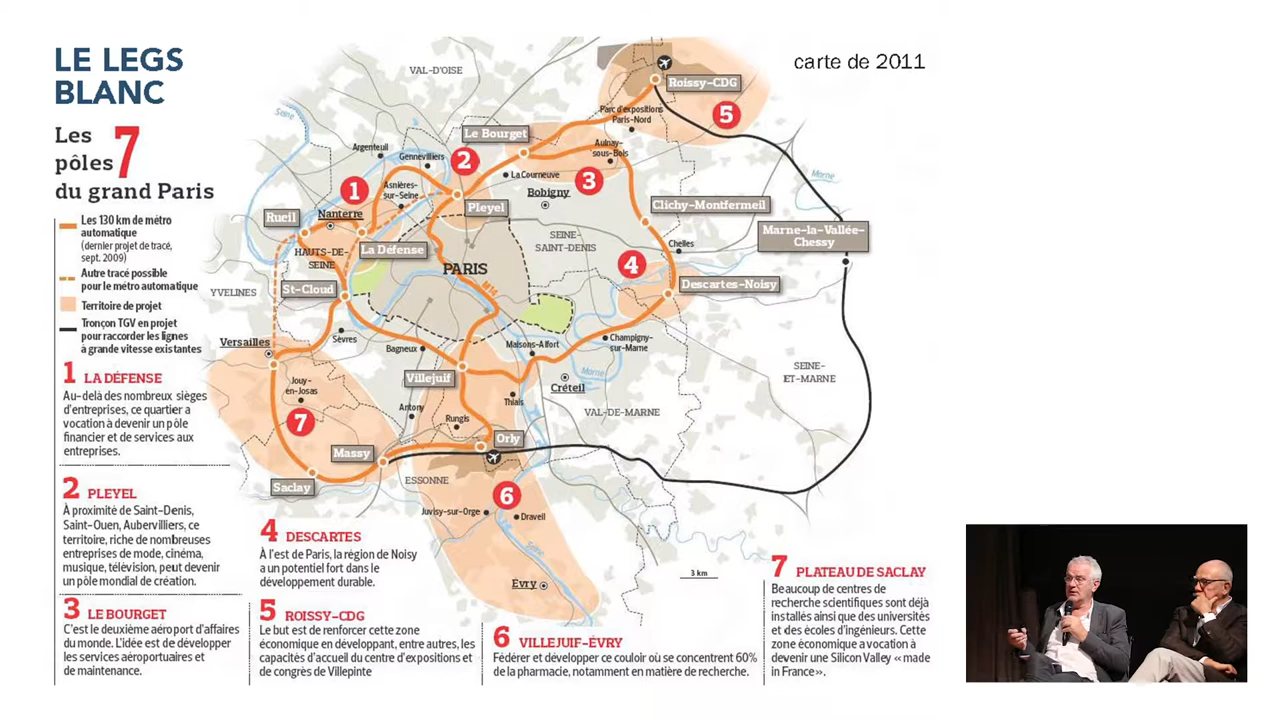 LE LEGS
BLANC
carte de 2011
Les
pôles 7
du grand Paris
Les 130 km de métro
automatique
(dernier projet de tracé,
sept. 2009)
Autre tracé possible
pour le métro automatique
Territoire de projet
Tronçon TGV en projet
pour raccorder les lignes
à grande vitesse existantes
VAL-D'OISE
Seine
Roissy-CDG
5
Parc d'expositions
Paris-Nord
Le Bourget
Argenteuil
Gennevilliers
2
Aulnay-
sous-Bois
La Courneuve
3
Marne
1
Asnières-
sur-Seine
Bobigny
Rueil
Nanterre
Pleyel
Clichy-Montfermeil
Marne-la-Vallée-
Chessy
La Défense
HAUTS-DE-
SEINE
SEINE-
SAINT-DENIS
Chelles
PARIS
4
M14
St-Cloud
YVELINES
Descartes-Noisy
Sèvres
Versailles
Bagneux
Maisons-Alfort
Champigny-
sur-Marne
Marne
Villejuif
Créteil
SEINE-
ET-MARNE
Jouy-
en-Josas
Antony
Thiais
VAL-DE-MARNE
7
Rungis
Orly
Massy
Saclay
ESSONNE
6
Juvisy-sur-Orge
Draveil
Seine
Évry
3 km
1 LA DÉFENSE
Au-delà des nombreux sièges
d'entreprises, ce quartier a
vocation à devenir un pôle
financier et de services aux
entreprises.
2 PLEYEL
À proximité de Saint-Denis,
Saint-Ouen, Aubervilliers, ce
territoire, riche de nombreuses
entreprises de mode, cinéma,
musique, télévision, peut devenir
un pôle mondial de création.
3 LE BOURGET
C'est le deuxième aéroport d'affaires
du monde. L'idée est de développer
les services aéroportuaires et
de maintenance.
4 DESCARTES
À l'est de Paris, la région de Noisy
a un potentiel fort dans le
développement durable.
5 ROISSY-CDG
Le but est de renforcer cette zone
économique en développant, entre autres, les
capacités d'accueil du centre d'expositions et
de congrès de Villepinte
6 VILLEJUIF-ÉVRY
Fédérer et développer ce couloir où se concentrent 60%
de la pharmacie, notamment en matière de recherche.
7 PLATEAU DE SACLAY
Beaucoup de centres de
recherche scientifiques sont déjà
installés ainsi que des universités
et des écoles d'ingénieurs. Cette
zone économique a vocation à
devenir une Silicon Valley « made
in France ».